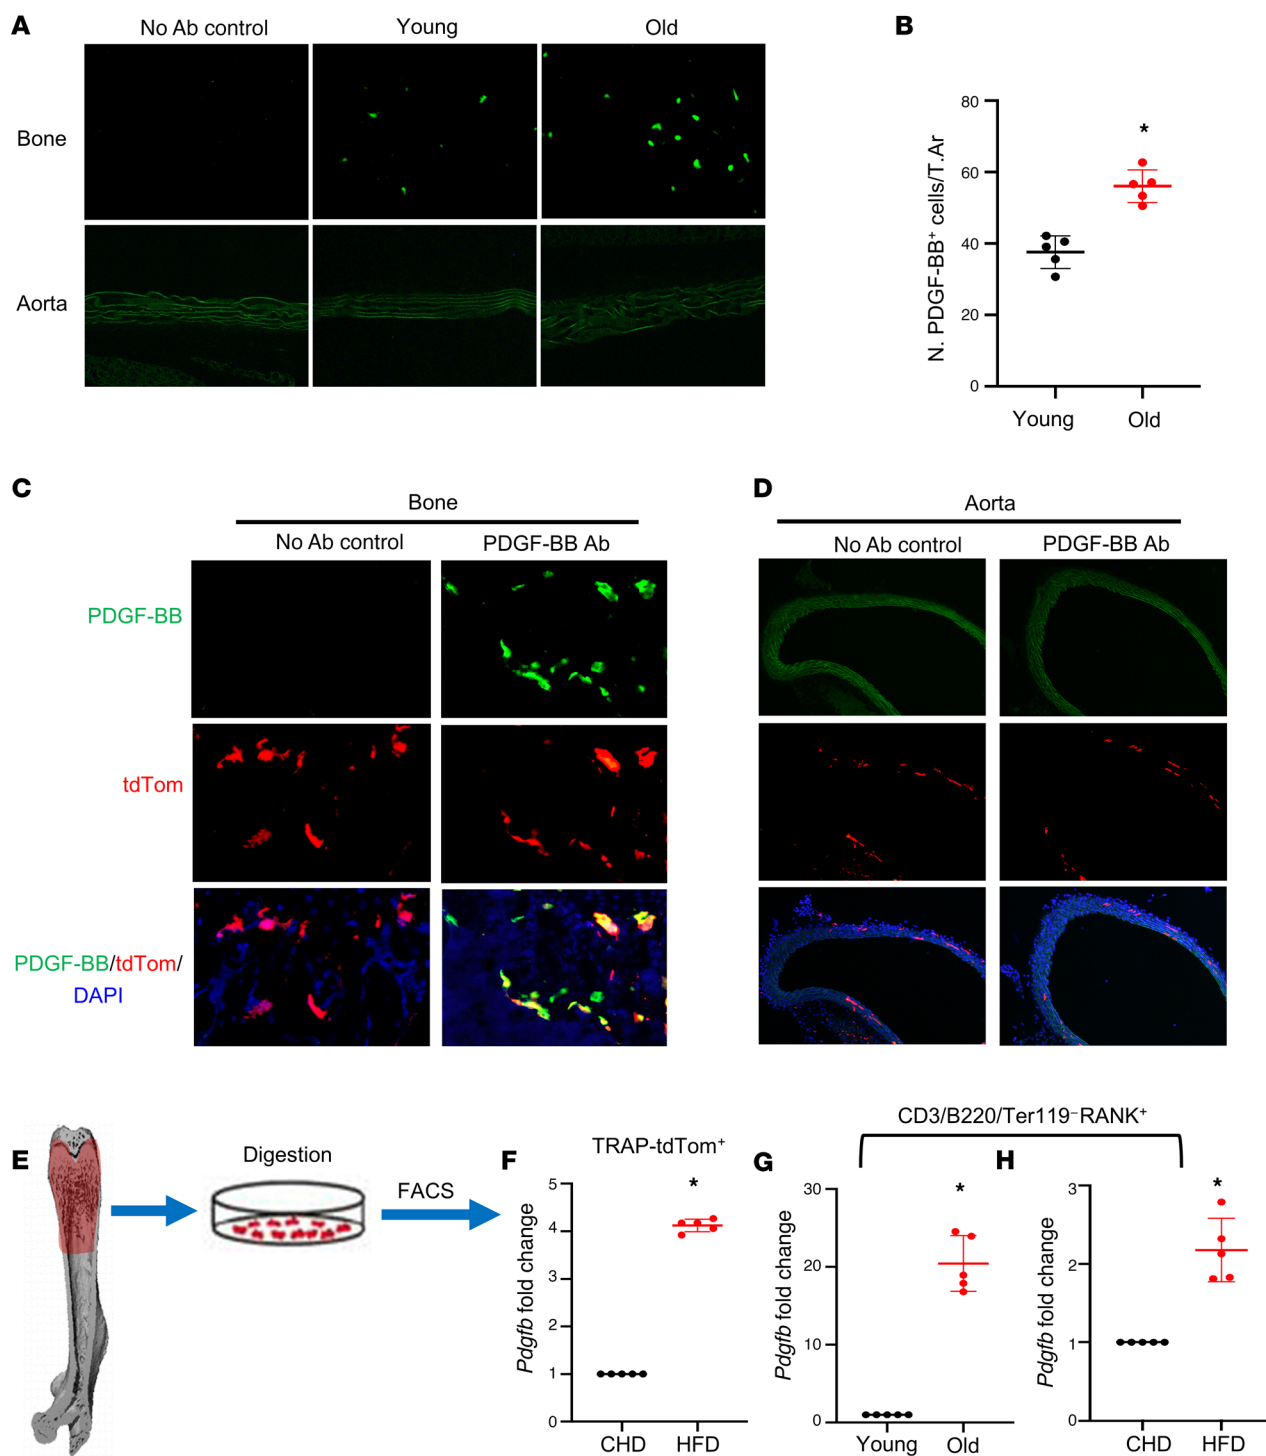 A
No Ab control
Young
Old
Bone
Aorta
B
N. PDGF-BB⁺ cells/T.Ar
80
60
40
20
0
*
Young
Old
C
Bone
No Ab control
PDGF-BB Ab
PDGF-BB
tdTom
PDGF-BB/tdTom/
DAPI
D
Aorta
No Ab control
PDGF-BB Ab
E
Digestion
FACS
F
TRAP-tdTom⁺
Pdgfb fold change
5
4
3
2
1
0
*
CHD
HFD
CD3/B220/Ter119⁻RANK⁺
G
Pdgfb fold change
30
20
10
0
*
Young
Old
H
Pdgfb fold change
3
2
1
0
*
CHD
HFD